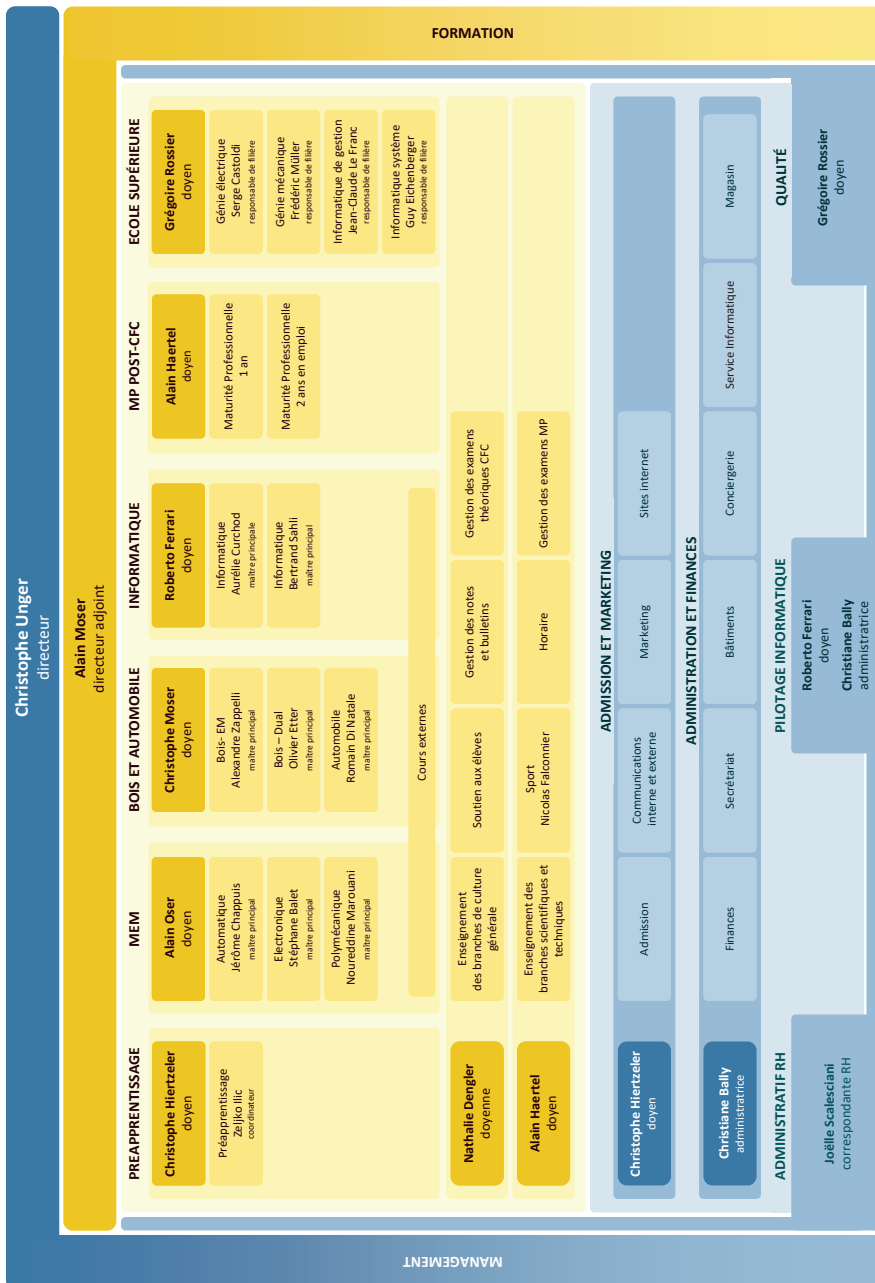 Christophe Unger
directeur
Alain Moser
directeur adjoint
FORMATION
MANAGEMENT
PREAPPRENTISSAGE
Christophe Hiertzeler
doyen
Préapprentissage
Zeljko Ilic
coordinateur
MEM
Alain Oser
doyen
Automatique
Jérôme Chappuis
maître principal
Electronique
Stéphane Balet
maître principal
Polymécanique
Noureddine Marouani
maître principal
BOIS ET AUTOMOBILE
Christophe Moser
doyen
Bois- EM
Alexandre Zappelli
maître principal
Bois – Dual
Olivier Etter
maître principal
Automobile
Romain Di Natale
maître principal
INFORMATIQUE
Roberto Ferrari
doyen
Informatique
Aurélie Curchod
maître principale
Informatique
Bertrand Sahli
maître principal
MP POST-CFC
Alain Haertel
doyen
Maturité Professionnelle
1 an
Maturité Professionnelle
2 ans en emploi
ECOLE SUPÉRIEURE
Grégoire Rossier
doyen
Génie électrique
Serge Castoldi
responsable de filière
Génie mécanique
Frédéric Müller
responsable de filière
Informatique de gestion
Jean-Claude Le Franc
responsable de filière
Informatique système
Guy Eichenberger
responsable de filière
Cours externes
Nathalie Dengler
doyenne
Enseignement
des branches de culture
générale
Soutien aux élèves
Gestion des notes
et bulletins
Gestion des examens
théoriques CFC
Alain Haertel
doyen
Enseignement des
branches scientifiques et
techniques
Sport
Nicolas Falconnier
Horaire
Gestion des examens MP
ADMISSION ET MARKETING
Christophe Hiertzeler
doyen
Admission
Communications
interne et externe
Marketing
Sites internet
ADMINISTRATION ET FINANCES
Christiane Bally
administratrice
Finances
Secrétariat
Bâtiments
Conciergerie
Service Informatique
Magasin
ADMINISTRATIF RH
Joëlle Scalesciani
correspondante RH
PILOTAGE INFORMATIQUE
Roberto Ferrari
doyen
Christiane Bally
administratrice
QUALITÉ
Grégoire Rossier
doyen